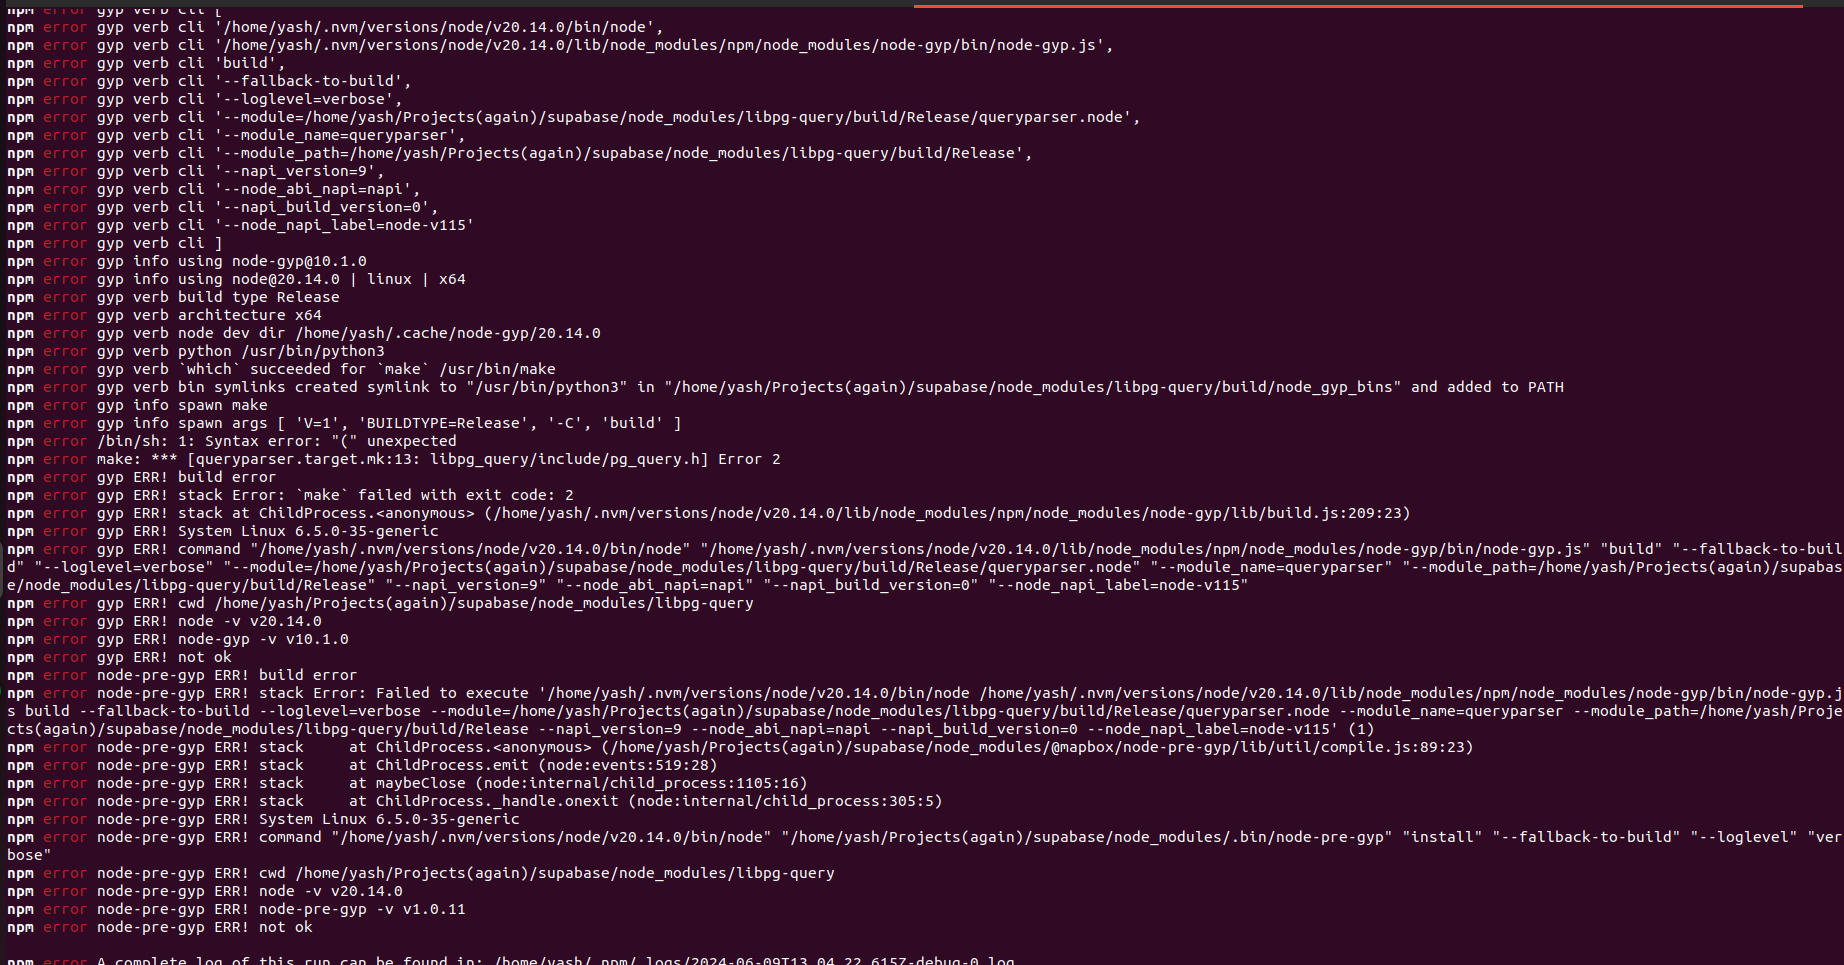 npm error gyp verb cli [
npm error gyp verb cli '/home/yash/.nvm/versions/node/v20.14.0/bin/node',
npm error gyp verb cli '/home/yash/.nvm/versions/node/v20.14.0/lib/node_modules/npm/node_modules/node-gyp/bin/node-gyp.js',
npm error gyp verb cli 'build',
npm error gyp verb cli '--fallback-to-build',
npm error gyp verb cli '--loglevel=verbose',
npm error gyp verb cli '--module=/home/yash/Projects(again)/supabase/node_modules/libpg-query/build/Release/queryparser.node',
npm error gyp verb cli '--module_name=queryparser',
npm error gyp verb cli '--module_path=/home/yash/Projects(again)/supabase/node_modules/libpg-query/build/Release',
npm error gyp verb cli '--napi_version=9',
npm error gyp verb cli '--node_abi_napi=napi',
npm error gyp verb cli '--napi_build_version=0',
npm error gyp verb cli '--node_napi_label=node-v115'
npm error gyp verb cli ]
npm error gyp info using node-gyp@10.1.0
npm error gyp info using node@20.14.0 | linux | x64
npm error gyp verb build type Release
npm error gyp verb architecture x64
npm error gyp verb node dev dir /home/yash/.cache/node-gyp/20.14.0
npm error gyp verb python /usr/bin/python3
npm error gyp verb `which` succeeded for `make` /usr/bin/make
npm error gyp verb bin symlinks created symlink to "/usr/bin/python3" in "/home/yash/Projects(again)/supabase/node_modules/libpg-query/build/node_gyp_bins" and added to PATH
npm error gyp info spawn make
npm error gyp info spawn args [ 'V=1', 'BUILDTYPE=Release', '-C', 'build' ]
npm error /bin/sh: 1: Syntax error: "(" unexpected
npm error make: *** [queryparser.target.mk:13: libpg_query/include/pg_query.h] Error 2
npm error gyp ERR! build error
npm error gyp ERR! stack Error: `make` failed with exit code: 2
npm error gyp ERR! stack at ChildProcess.<anonymous> (/home/yash/.nvm/versions/node/v20.14.0/lib/node_modules/npm/node_modules/node-gyp/lib/build.js:209:23)
npm error gyp ERR! System Linux 6.5.0-35-generic
npm error gyp ERR! command "/home/yash/.nvm/versions/node/v20.14.0/bin/node" "/home/yash/.nvm/versions/node/v20.14.0/lib/node_modules/npm/node_modules/node-gyp/bin/node-gyp.js" "build" "--fallback-to-buil
d" "--loglevel=verbose" "--module=/home/yash/Projects(again)/supabase/node_modules/libpg-query/build/Release/queryparser.node" "--module_name=queryparser" "--module_path=/home/yash/Projects(again)/supabas
e/node_modules/libpg-query/build/Release" "--napi_version=9" "--node_abi_napi=napi" "--napi_build_version=0" "--node_napi_label=node-v115"
npm error gyp ERR! cwd /home/yash/Projects(again)/supabase/node_modules/libpg-query
npm error gyp ERR! node -v v20.14.0
npm error gyp ERR! node-gyp -v v10.1.0
npm error gyp ERR! not ok
npm error node-pre-gyp ERR! build error
npm error node-pre-gyp ERR! stack Error: Failed to execute '/home/yash/.nvm/versions/node/v20.14.0/bin/node /home/yash/.nvm/versions/node/v20.14.0/lib/node_modules/npm/node_modules/node-gyp/bin/node-gyp.j
s build --fallback-to-build --loglevel=verbose --module=/home/yash/Projects(again)/supabase/node_modules/libpg-query/build/Release/queryparser.node --module_name=queryparser --module_path=/home/yash/Proje
cts(again)/supabase/node_modules/libpg-query/build/Release --napi_version=9 --node_abi_napi=napi --napi_build_version=0 --node_napi_label=node-v115' (1)
npm error node-pre-gyp ERR! stack     at ChildProcess.<anonymous> (/home/yash/Projects(again)/supabase/node_modules/@mapbox/node-pre-gyp/lib/util/compile.js:89:23)
npm error node-pre-gyp ERR! stack     at ChildProcess.emit (node:events:519:28)
npm error node-pre-gyp ERR! stack     at maybeClose (node:internal/child_process:1105:16)
npm error node-pre-gyp ERR! stack     at ChildProcess._handle.onexit (node:internal/child_process:305:5)
npm error node-pre-gyp ERR! System Linux 6.5.0-35-generic
npm error node-pre-gyp ERR! command "/home/yash/.nvm/versions/node/v20.14.0/bin/node" "/home/yash/Projects(again)/supabase/node_modules/.bin/node-pre-gyp" "install" "--fallback-to-build" "--loglevel" "ver
bose"
npm error node-pre-gyp ERR! cwd /home/yash/Projects(again)/supabase/node_modules/libpg-query
npm error node-pre-gyp ERR! node -v v20.14.0
npm error node-pre-gyp ERR! node-pre-gyp -v v1.0.11
npm error node-pre-gyp ERR! not ok
npm error A complete log of this run can be found in: /home/yash/.npm/_logs/2024-06-09T13_04_22_615Z-debug-0.log